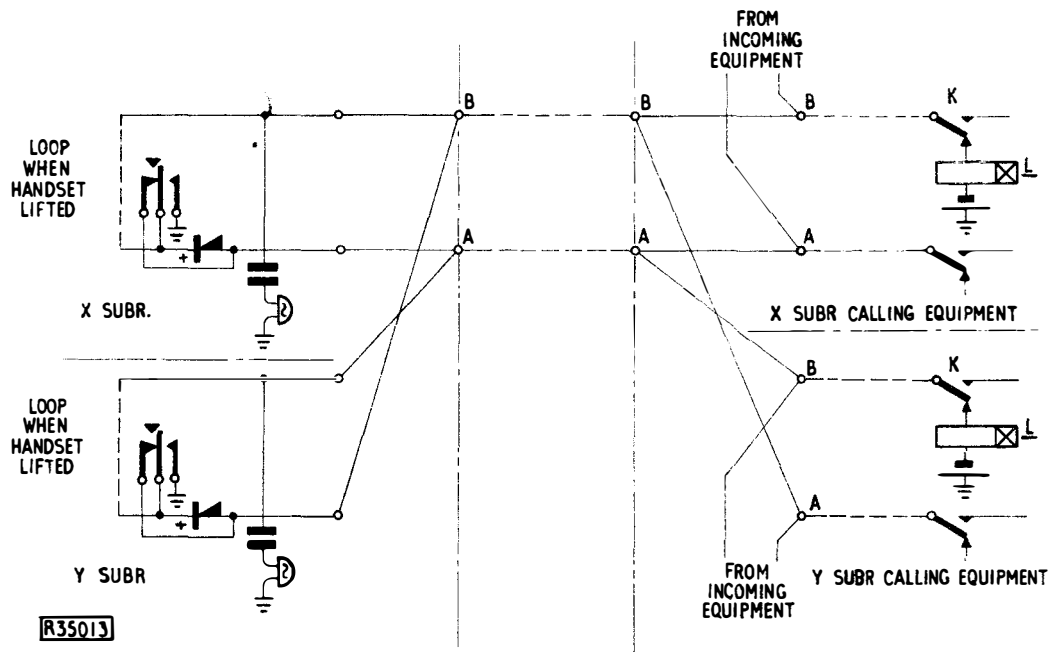 FROM
INCOMING
EQUIPMENT
B
B
B
K
LOOP
WHEN
HANDSET
LIFTED
L
A
A
A
+
X SUBR.
X SUBR CALLING EQUIPMENT
B
K
LOOP
WHEN
HANDSET
LIFTED
L
A
+
Y SUBR
FROM
INCOMING
EQUIPMENT
Y SUBR CALLING EQUIPMENT
R35013